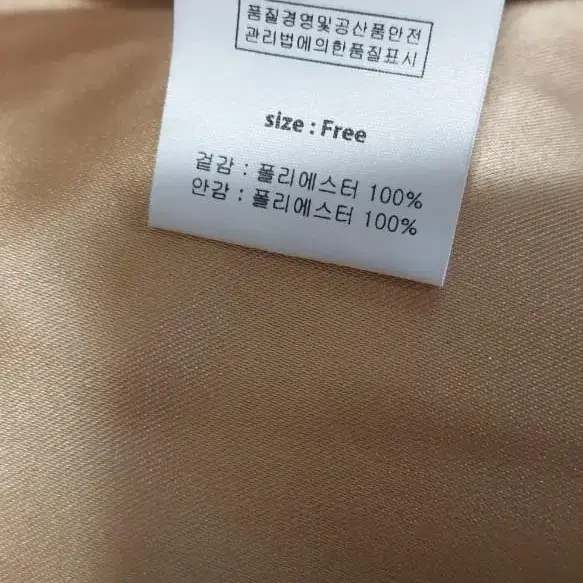 품질경영및공산품안전
관리법에의한품질표시
size : Free
겉감 : 폴리에스터 100%
안감 : 폴리에스터 100%